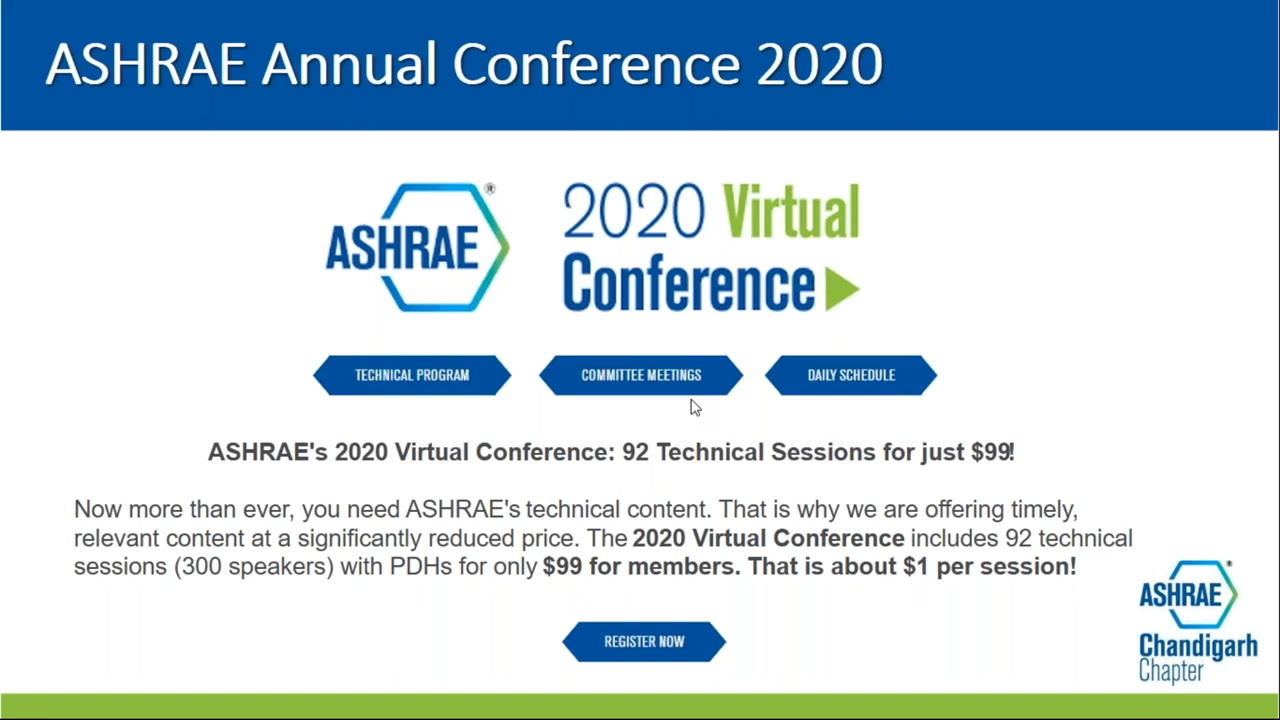 ASHRAE Annual Conference 2020
ASHRAE®
2020 Virtual
Conference
TECHNICAL PROGRAM
COMMITTEE MEETINGS
DAILY SCHEDULE
ASHRAE's 2020 Virtual Conference: 92 Technical Sessions for just $99!
Now more than ever, you need ASHRAE's technical content. That is why we are offering timely,
relevant content at a significantly reduced price. The 2020 Virtual Conference includes 92 technical
sessions (300 speakers) with PDHs for only $99 for members. That is about $1 per session!
REGISTER NOW
ASHRAE®
Chandigarh
Chapter